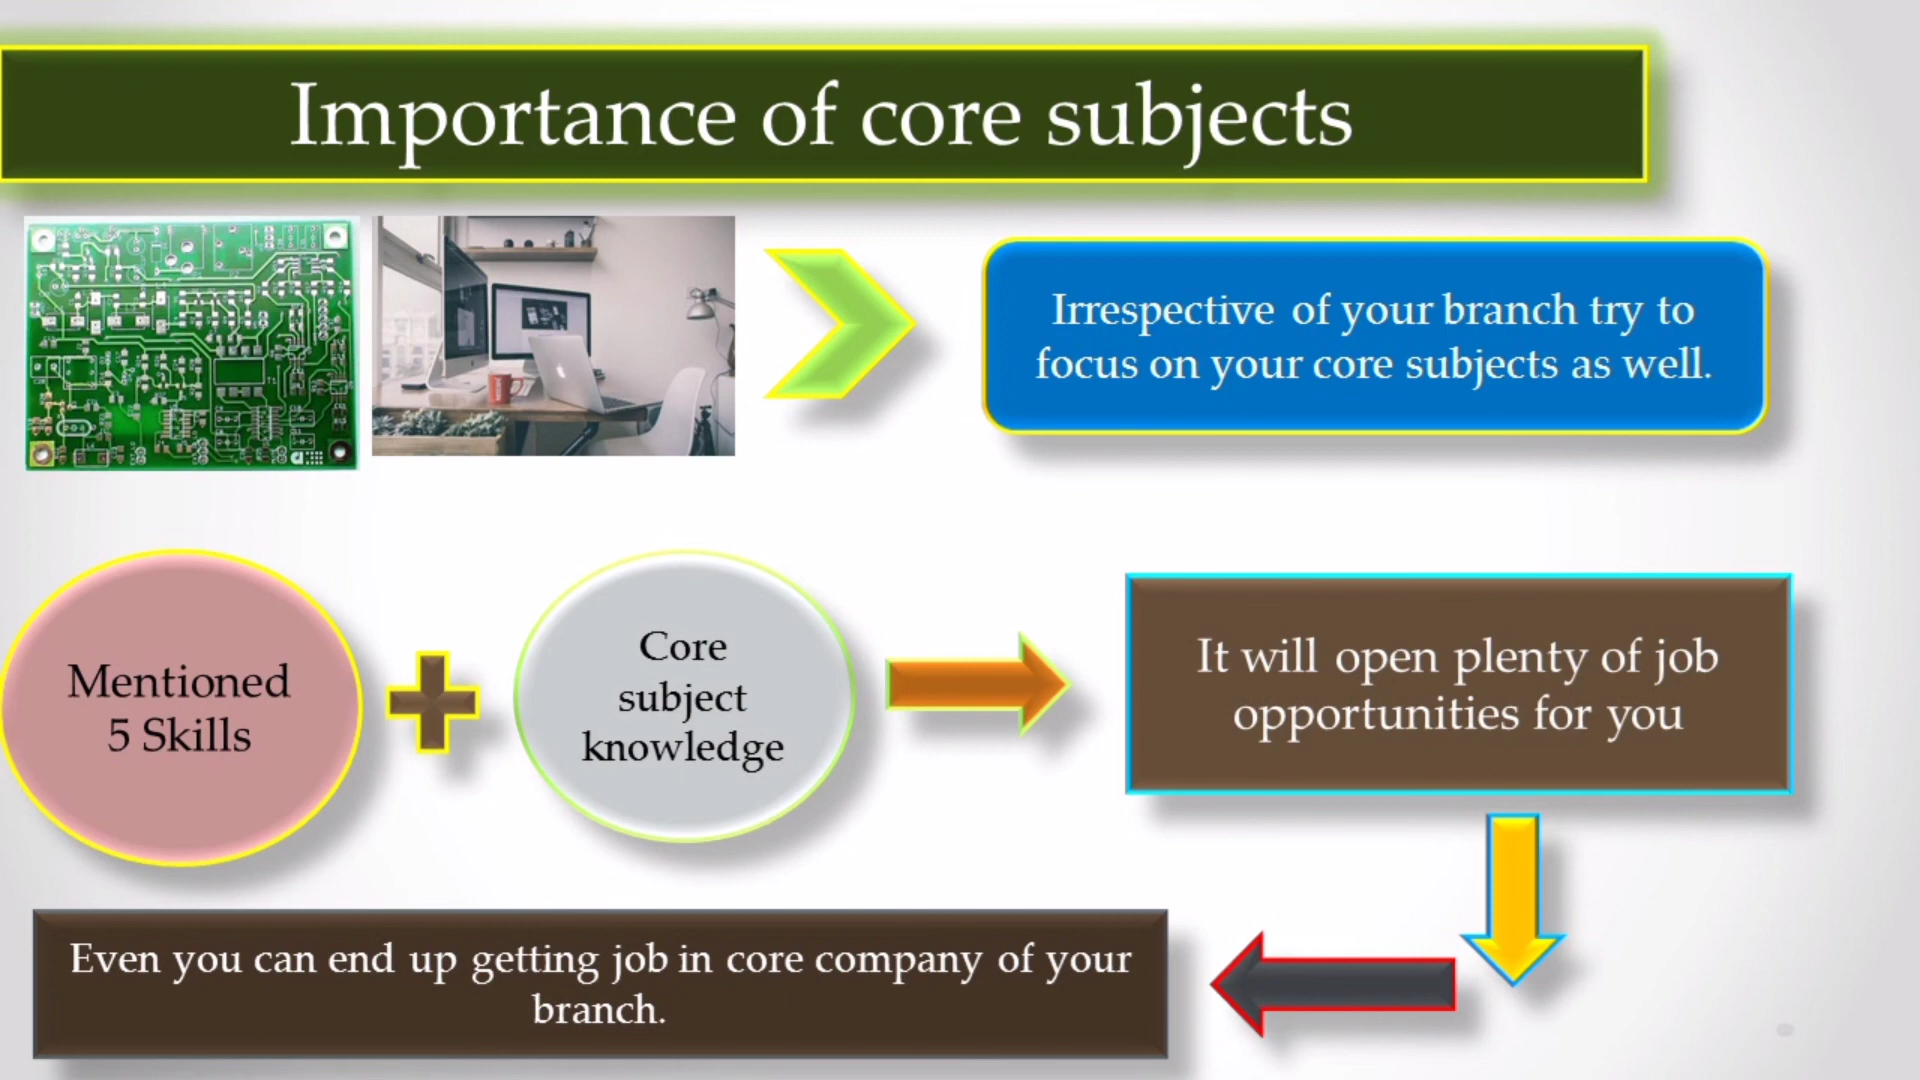 Importance of core subjects
Irrespective of your branch try to
focus on your core subjects as well.
Mentioned
5 Skills
Core
subject
knowledge
It will open plenty of job
opportunities for you
Even you can end up getting job in core company of your
branch.